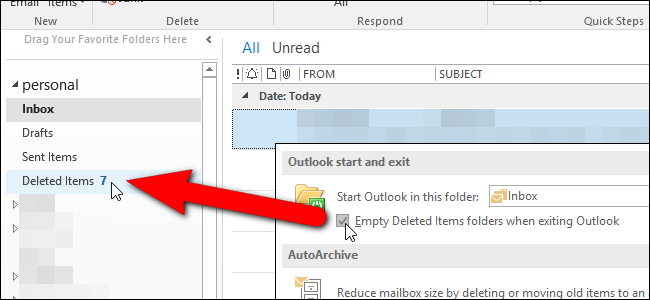 Email Items
All
New
Delete
Respond
Quick Steps
Drag Your Favorite Folders Here
personal
Inbox
Drafts
Sent Items
Deleted Items 7
All Unread
! FROM SUBJECT
Date: Today
Outlook start and exit
Start Outlook in this folder: Inbox
Empty Deleted Items folders when exiting Outlook
AutoArchive
Reduce mailbox size by deleting or moving old items to an